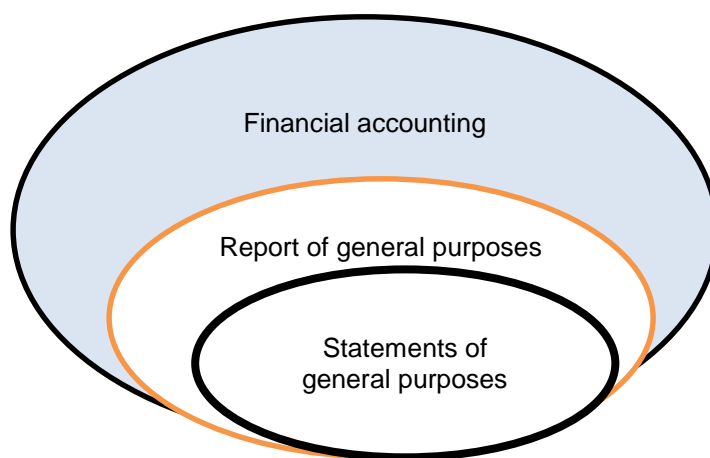 Financial accounting
Report of general purposes
Statements of
general purposes